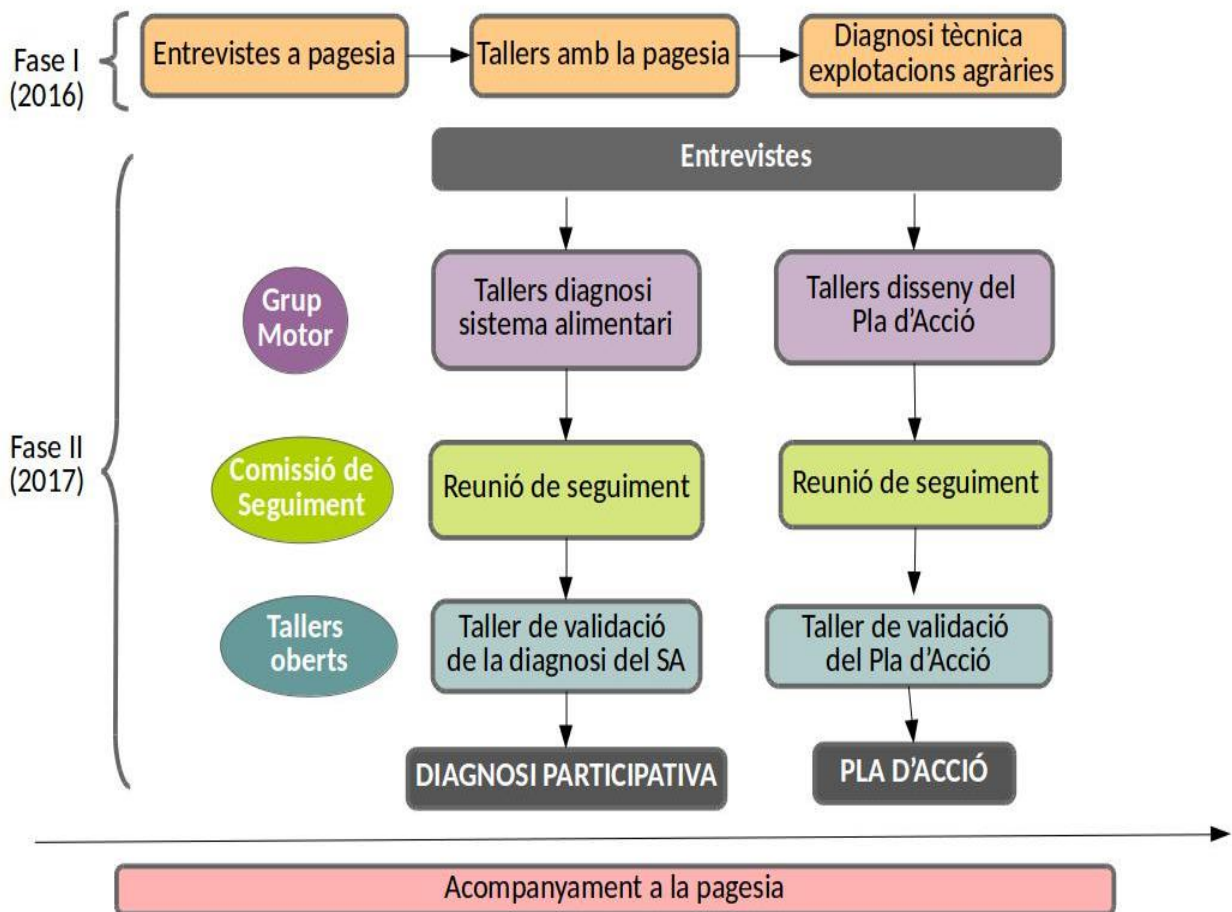 Fase I
(2016)
Entrevistes a pagesia
Tallers amb la pagesia
Diagnosi tècnica
explotacions agràries
Fase II
(2017)
Entrevistes
Grup
Motor
Tallers diagnosi
sistema alimentari
Tallers disseny del
Pla d'Acció
Comissió de
Seguiment
Reunió de seguiment
Reunió de seguiment
Tallers
oberts
Taller de validació
de la diagnosi del SA
Taller de validació
del Pla d'Acció
DIAGNOSI PARTICIPATIVA
PLA D'ACCIÓ
Acompanyament a la pagesia